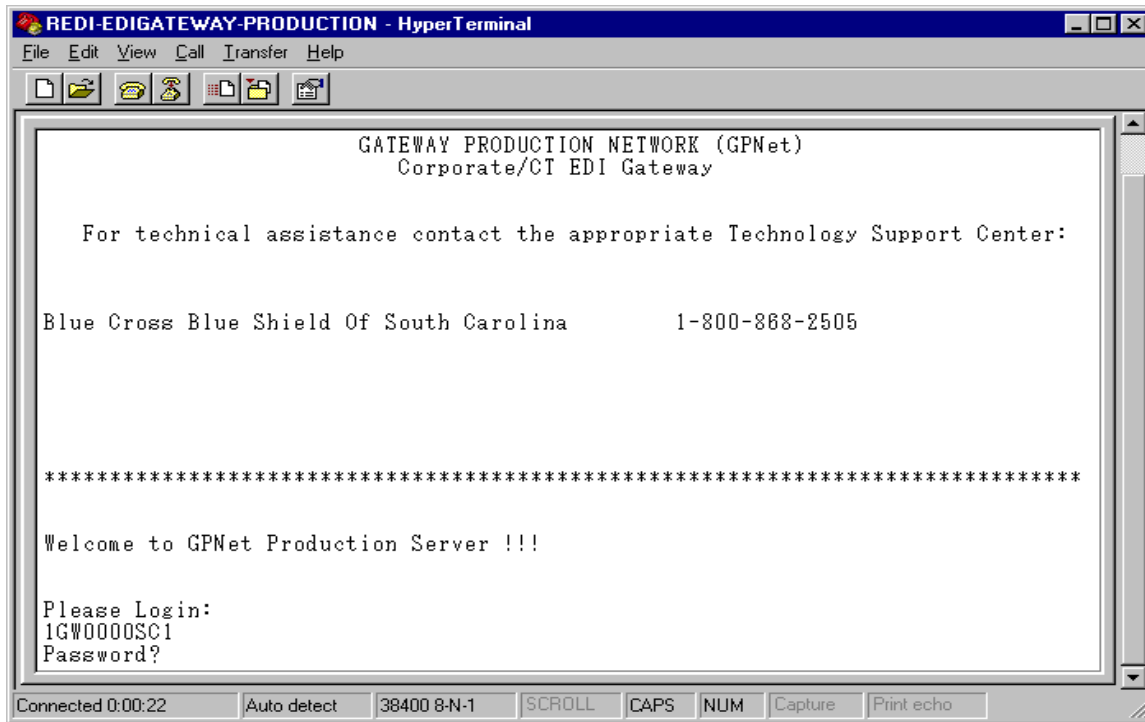 REDI-EDIGATEWAY-PRODUCTION - HyperTerminal
File Edit View Call Transfer Help
GATEWAY PRODUCTION NETWORK (GPNet)
Corporate/CT EDI Gateway
For technical assistance contact the appropriate Technology Support Center:
Blue Cross Blue Shield Of South Carolina 1-800-868-2505
*******************************************************************************
Welcome to GPNet Production Server !!!
Please Login:
1GW0000SC1
Password?
Connected 0:00:22 Auto detect 38400 8-N-1 SCROLL CAPS NUM Capture Print echo